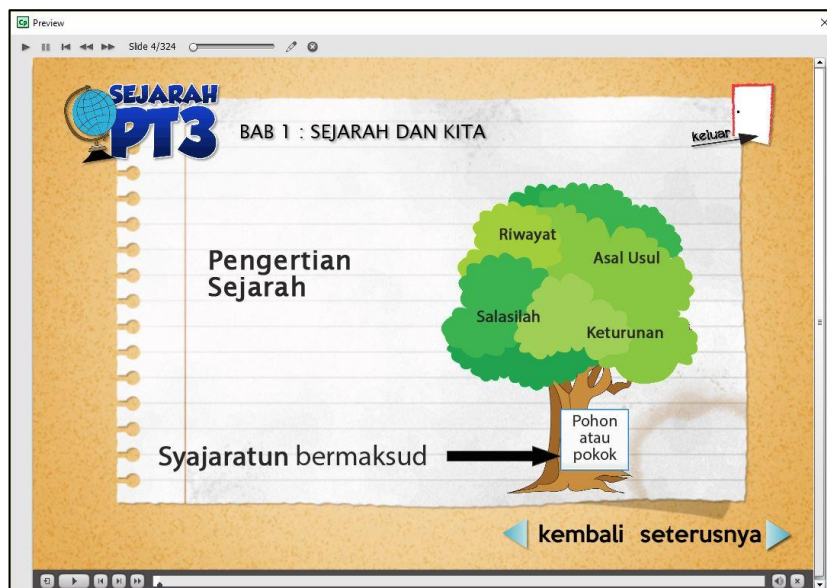 Preview
Slide 4/324
SEJARAH
PT3
BAB 1 : SEJARAH DAN KITA
keluar
Pengertian
Sejarah
Riwayat
Asal Usul
Salasilah
Keturunan
Syajaratun bermaksud
Pohon
atau
pokok
kembali seterusnya